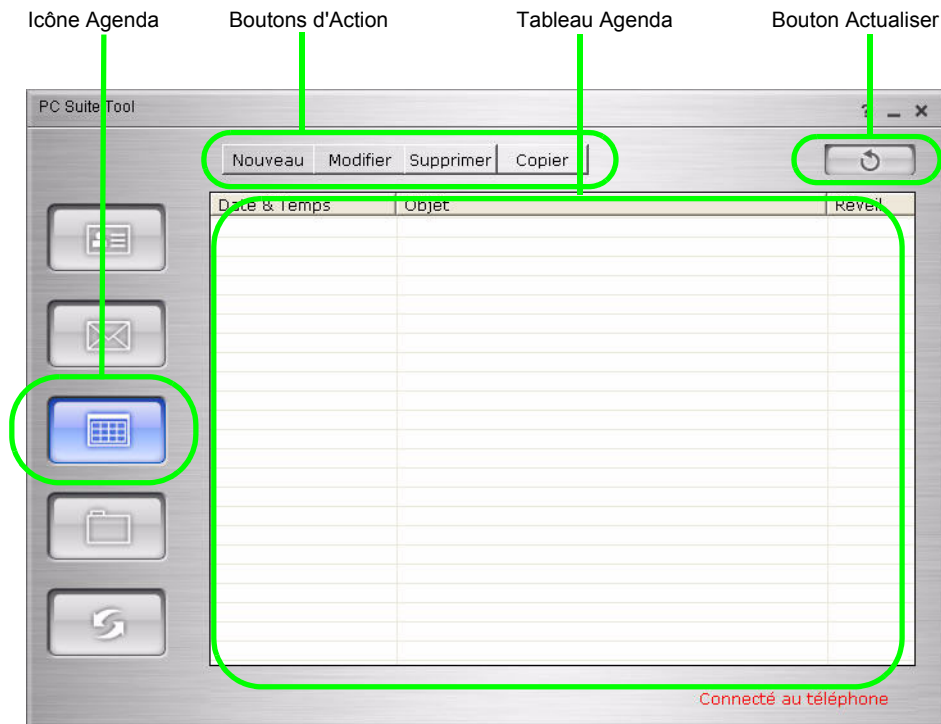 Icône Agenda Boutons d'Action Tableau Agenda Bouton Actualiser
PC Suite Tool ? _ x
Nouveau Modifier Supprimer Copier
Date & Temps Objet Réveil
Connecté au téléphone